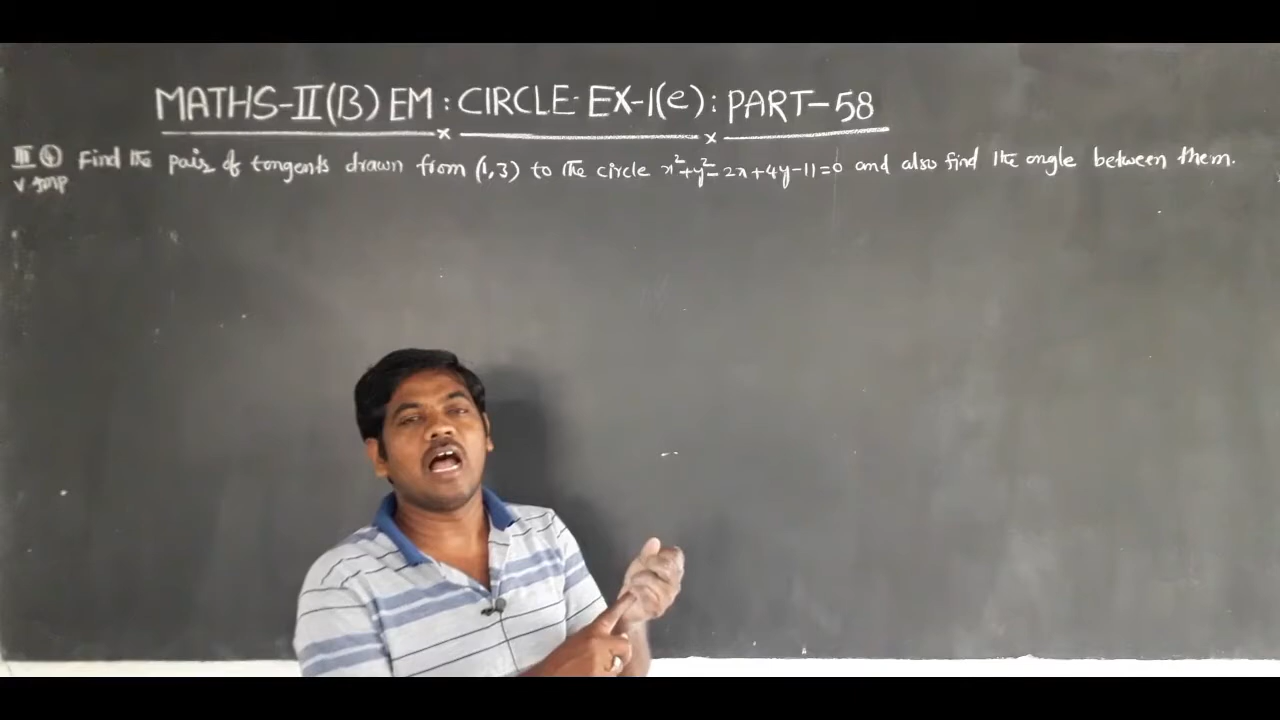 MATHS-II(B) EM: CIRCLE-EX-1(e): PART-58
III ④ Find the pair of tangents drawn from (1,3) to the circle x²+y²-2x+4y-11=0 and also find the angle between them.
V.Imp